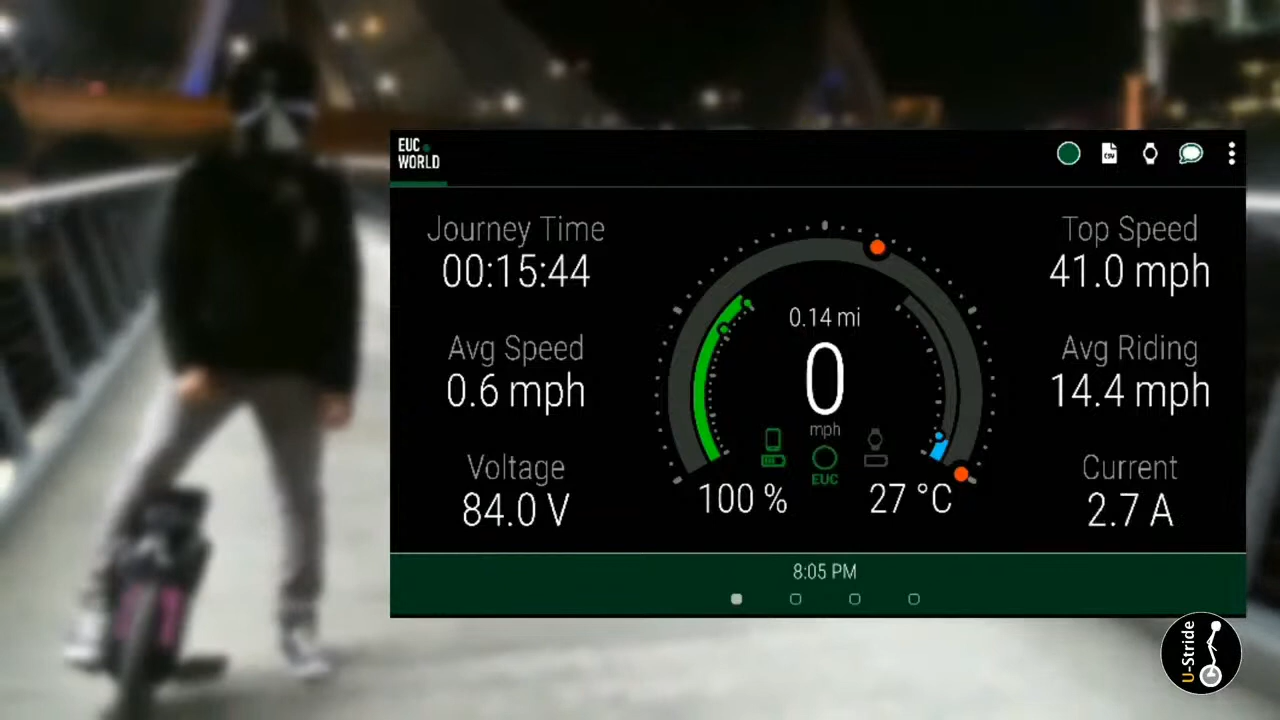 EUC
WORLD
CSV
Journey Time
00:15:44
Avg Speed
0.6 mph
Voltage
84.0 V
0.14 mi
0
mph
EUC
100 %
27 °C
Top Speed
41.0 mph
Avg Riding
14.4 mph
Current
2.7 A
8:05 PM
U-Stride